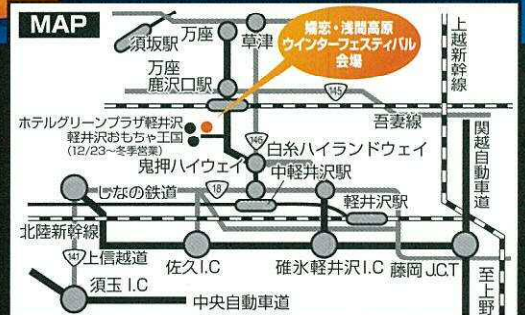 MAP
嬬恋・浅間高原
ウインターフェスティバル
会場
須坂駅
万座
草津
上越新幹線
万座
鹿沢口駅
145
吾妻線
関越自動車道
ホテルグリーンプラザ軽井沢
軽井沢おもちゃ王国
(12/23〜冬季営業)
146
白糸ハイランドウェイ
鬼押ハイウェイ
中軽井沢駅
しなの鉄道
18
軽井沢駅
北陸新幹線
141
上信越道
佐久I.C
碓氷軽井沢I.C
藤岡J.C.T
須玉I.C
中央自動車道
至上野